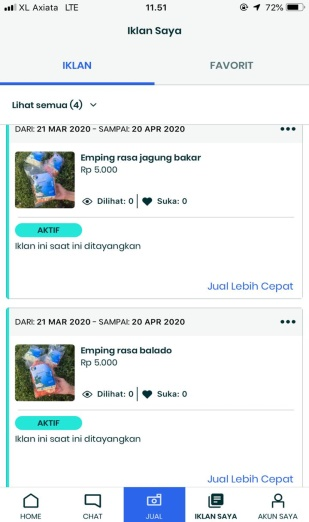 XL Axiata LTE 11.51 72%
Iklan Saya
IKLAN FAVORIT
Lihat semua (4)
DARI: 21 MAR 2020 - SAMPAI: 20 APR 2020
Emping rasa jagung bakar
Rp 5.000
Dilihat: 0 Suka: 0
AKTIF
Iklan ini saat ini ditayangkan
Jual Lebih Cepat
DARI: 21 MAR 2020 - SAMPAI: 20 APR 2020
Emping rasa balado
Rp 5.000
Dilihat: 0 Suka: 0
AKTIF
Iklan ini saat ini ditayangkan
Jual Lebih Cepat
HOME CHAT JUAL IKLAN SAYA AKUN SAYA